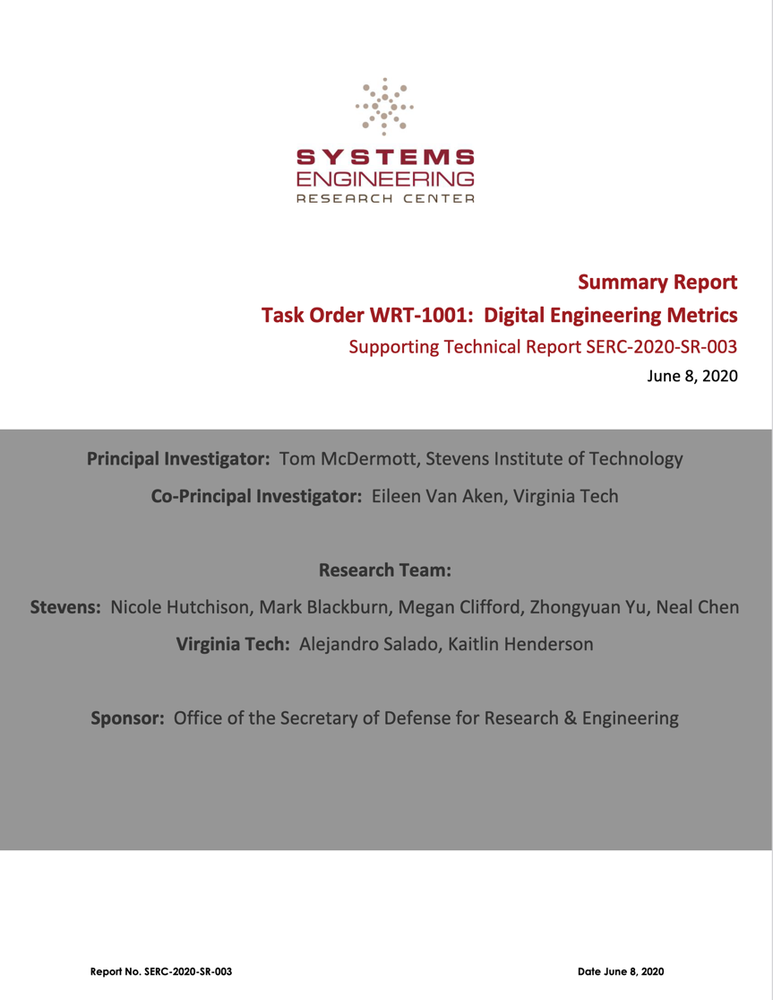 SYSTEMS
ENGINEERING
RESEARCH CENTER
Summary Report
Task Order WRT-1001: Digital Engineering Metrics
Supporting Technical Report SERC-2020-SR-003
June 8, 2020
Principal Investigator: Tom McDermott, Stevens Institute of Technology
Co-Principal Investigator: Eileen Van Aken, Virginia Tech
Research Team:
Stevens: Nicole Hutchison, Mark Blackburn, Megan Clifford, Zhongyuan Yu, Neal Chen
Virginia Tech: Alejandro Salado, Kaitlin Henderson
Sponsor: Office of the Secretary of Defense for Research & Engineering
Report No. SERC-2020-SR-003 Date June 8, 2020